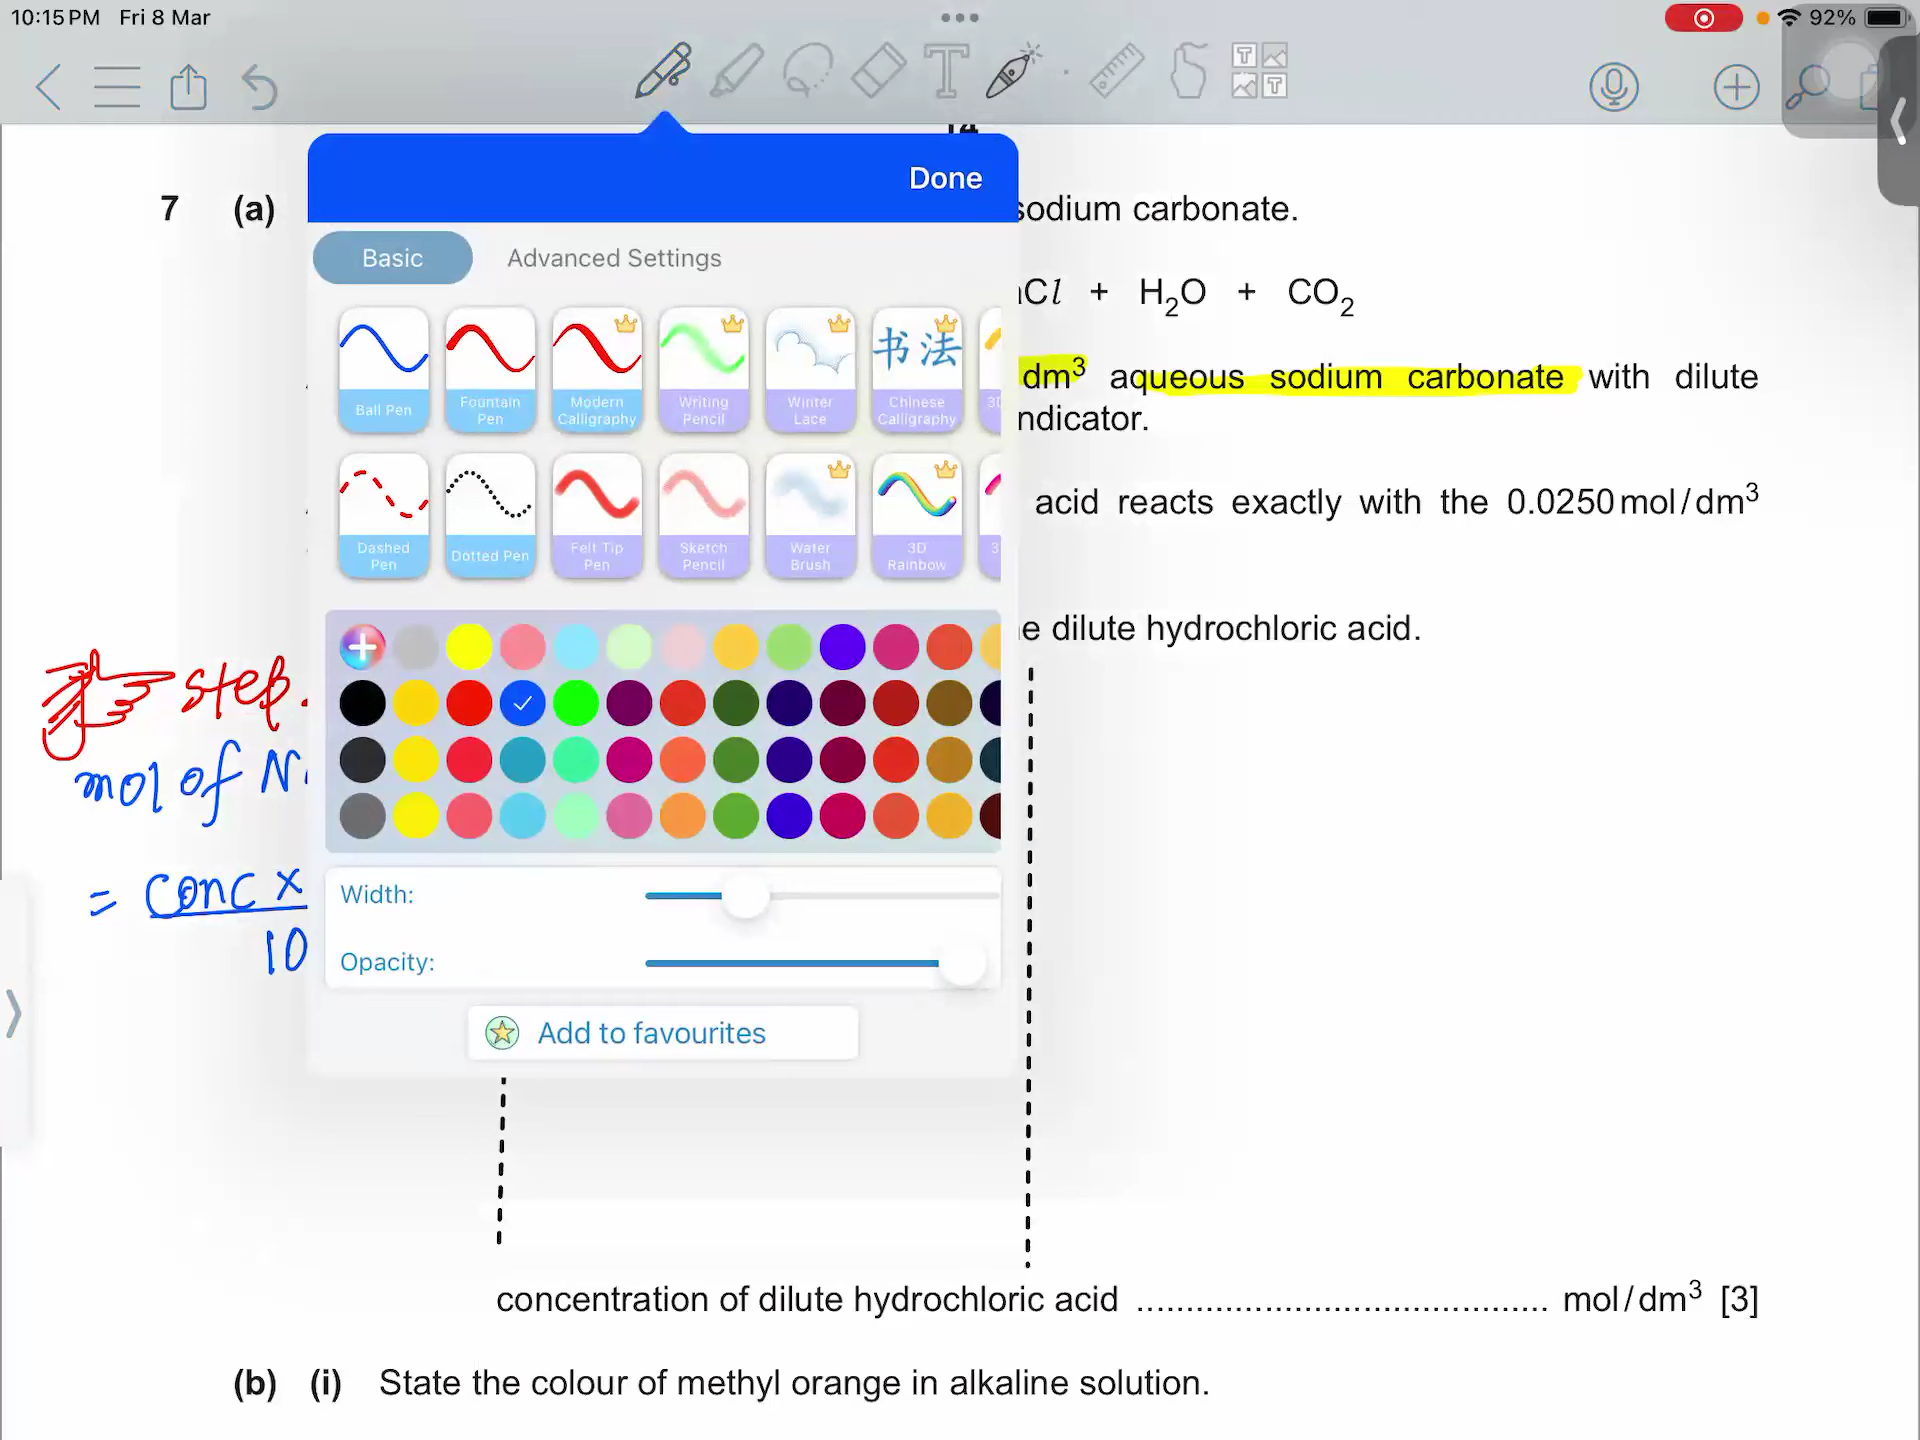 10:15 PM Fri 8 Mar
92%
14
Done
7 (a) sodium carbonate.
Basic Advanced Settings
Cl + H₂O + CO₂
Ball Pen
Fountain Pen
Modern Calligraphy
Writing Pencil
Winter Lace
书法
Chinese Calligraphy
3D
dm³ aqueous sodium carbonate with dilute
ndicator.
Dashed Pen
Dotted Pen
Felt Tip Pen
Sketch Pencil
Water Brush
3D Rainbow
3
acid reacts exactly with the 0.0250 mol/dm³
e dilute hydrochloric acid.
step.
mol of N
= conc x
10
Width:
Opacity:
Add to favourites
concentration of dilute hydrochloric acid ........................................ mol/dm³ [3]
(b) (i) State the colour of methyl orange in alkaline solution.